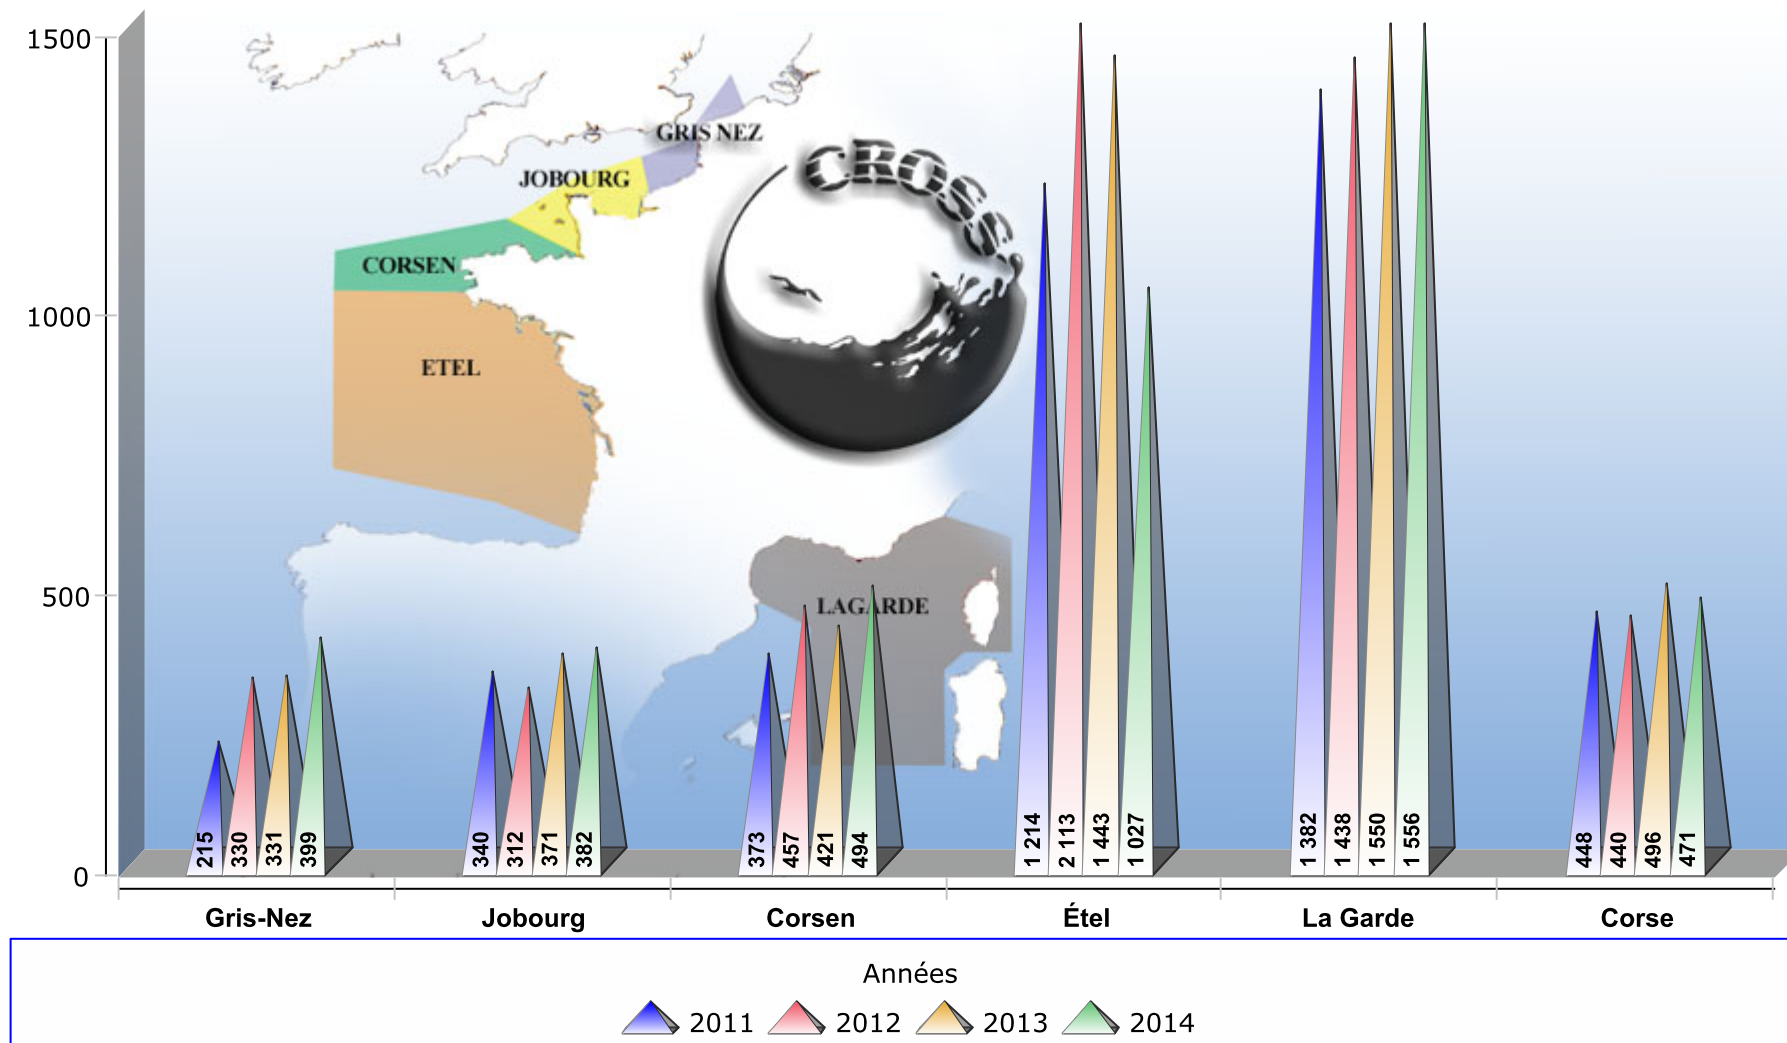 1500
1000
500
0
GRIS NEZ
JOBOURG
CORSEN
ETEL
LAGARDE
CROSS
215
330
331
399
340
312
371
382
373
457
421
494
1 214
2 113
1 443
1 027
1 382
1 438
1 550
1 556
448
440
496
471
Gris-Nez
Jobourg
Corsen
Étel
La Garde
Corse
Années
2011
2012
2013
2014